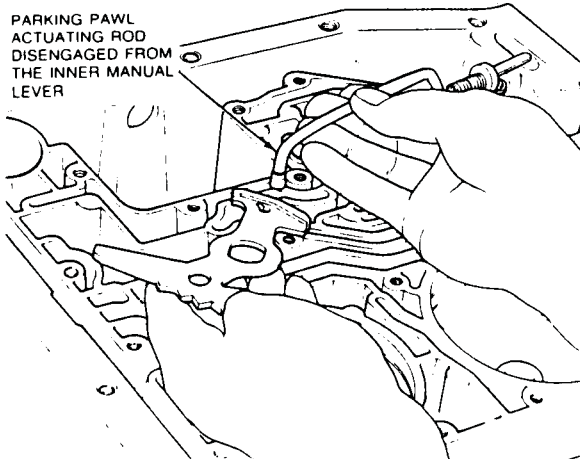 PARKING PAWL
ACTUATING ROD
DISENGAGED FROM
THE INNER MANUAL
LEVER